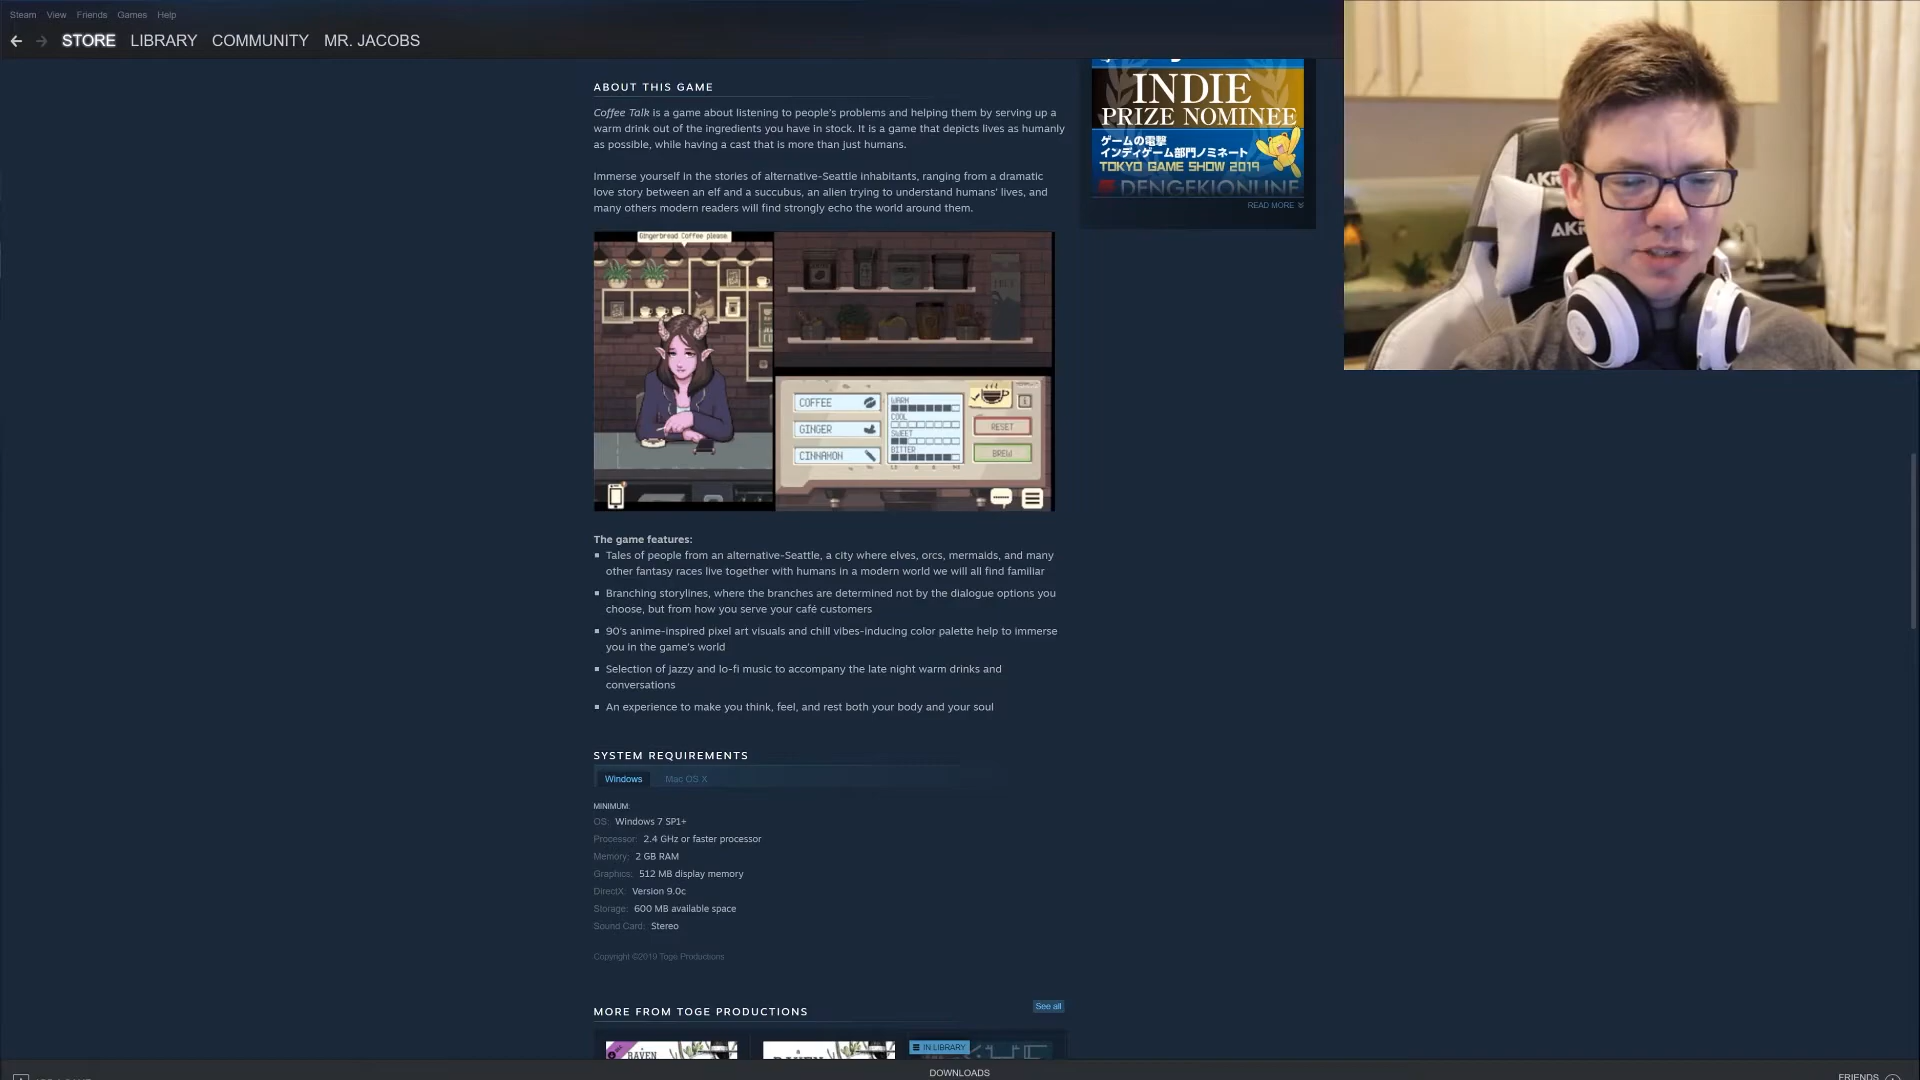 Steam View Friends Games Help
STORE LIBRARY COMMUNITY MR. JACOBS
ABOUT THIS GAME
Coffee Talk is a game about listening to people's problems and helping them by serving up a
warm drink out of the ingredients you have in stock. It is a game that depicts lives as humanly
as possible, while having a cast that is more than just humans.
Immerse yourself in the stories of alternative-Seattle inhabitants, ranging from a dramatic
love story between an elf and a succubus, an alien trying to understand humans' lives, and
many others modern readers will find strongly echo the world around them.
Gingerbread Coffee please.
COFFEE
GINGER
CINNAMON
WARM
COOL
SWEET
BITTER
RESET
BREW
The game features:
Tales of people from an alternative-Seattle, a city where elves, orcs, mermaids, and many
other fantasy races live together with humans in a modern world we will all find familiar
Branching storylines, where the branches are determined not by the dialogue options you
choose, but from how you serve your café customers
90's anime-inspired pixel art visuals and chill vibes-inducing color palette help to immerse
you in the game's world
Selection of jazzy and lo-fi music to accompany the late night warm drinks and
conversations
An experience to make you think, feel, and rest both your body and your soul
SYSTEM REQUIREMENTS
Windows Mac OS X
MINIMUM:
OS: Windows 7 SP1+
Processor: 2.4 GHz or faster processor
Memory: 2 GB RAM
Graphics: 512 MB display memory
DirectX: Version 9.0c
Storage: 600 MB available space
Sound Card: Stereo
Copyright ©2019 Toge Productions
MORE FROM TOGE PRODUCTIONS
See all
IN LIBRARY
DOWNLOADS
FRIENDS
INDIE
PRIZE NOMINEE
ゲームの電撃
インディゲーム部門ノミネート
TOKYO GAME SHOW 2019
DENGEKIONLINE
READ MORE